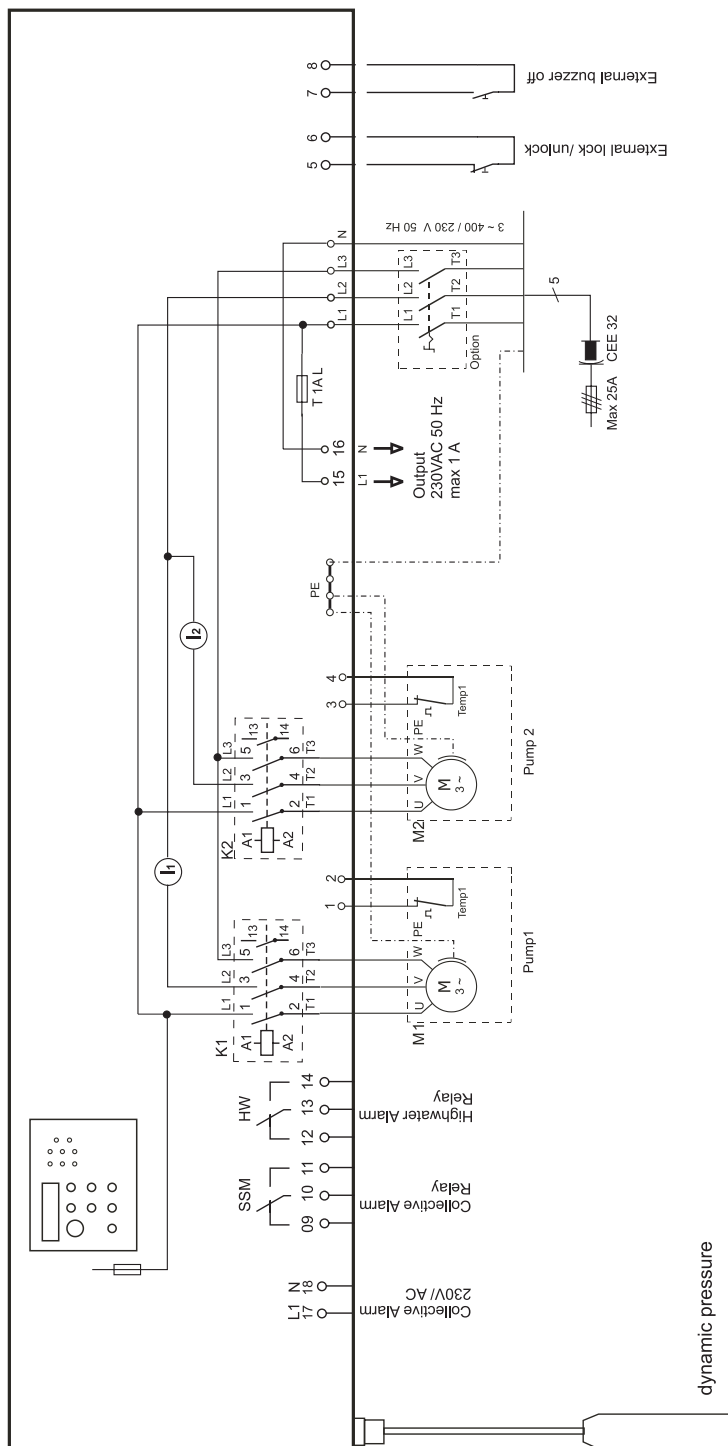 8
7
External buzzer off
6
5
External lock /unlock
N
L3
L2
L1
3 ~ 400 / 230 V 50 Hz
L3
L2
L1
T3
T2
T1
Option
5
CEE 32
Max 25A
T 1A L
16
N
15
L1
Output
230VAC 50 Hz
max 1 A
PE
I2
I1
K2
L3
L2
L1
5
3
1
13
14
A1
A2
6
4
2
T3
T2
T1
4
3
PE
Temp1
W
V
U
M
3 ~
M2
Pump 2
K1
L3
L2
L1
5
3
1
13
14
A1
A2
6
4
2
T3
T2
T1
2
1
PE
Temp1
W
V
U
M
3 ~
M1
Pump1
HW
14
13
12
Highwater Alarm
Relay
SSM
11
10
09
Collective Alarm
Relay
N
L1
18
17
Collective Alarm
230V/ AC
dynamic pressure